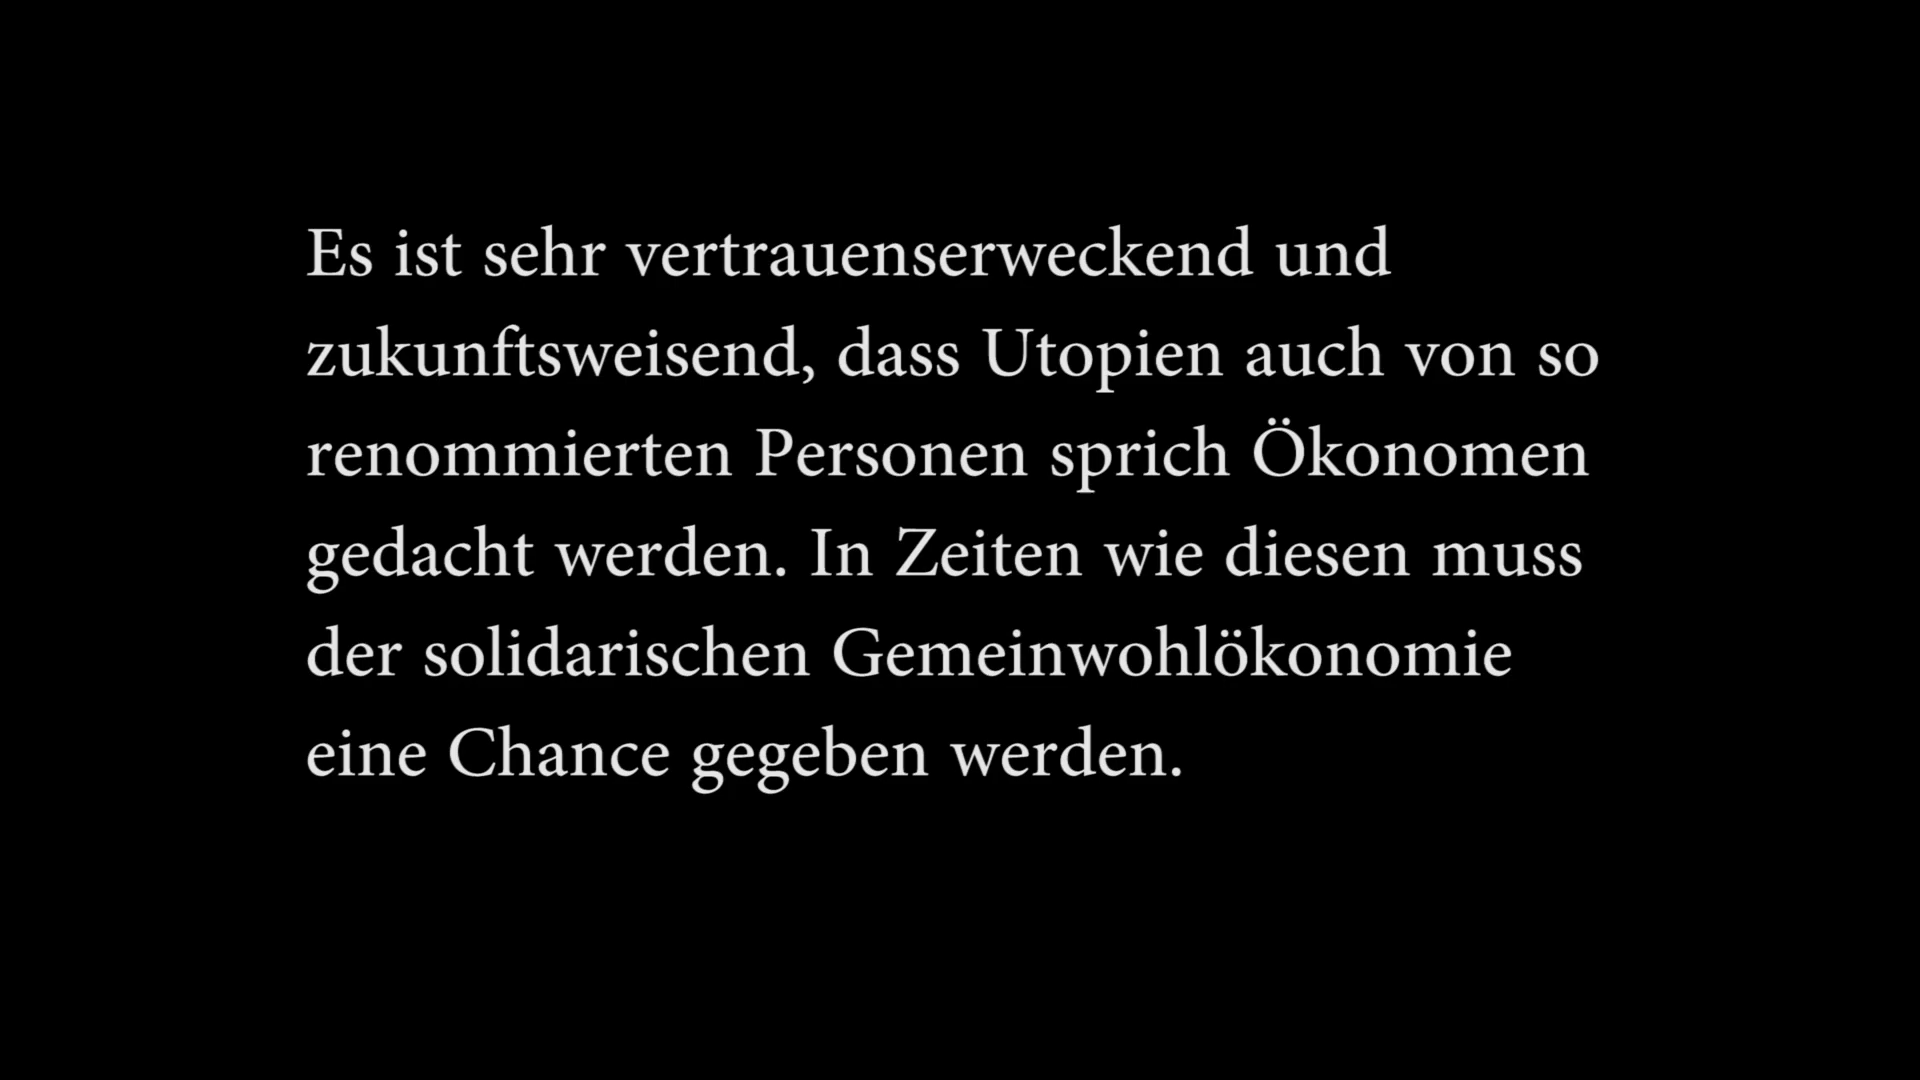 Es ist sehr vertrauenserweckend und
zukunftsweisend, dass Utopien auch von so
renommierten Personen sprich Ökonomen
gedacht werden. In Zeiten wie diesen muss
der solidarischen Gemeinwohlökonomie
eine Chance gegeben werden.